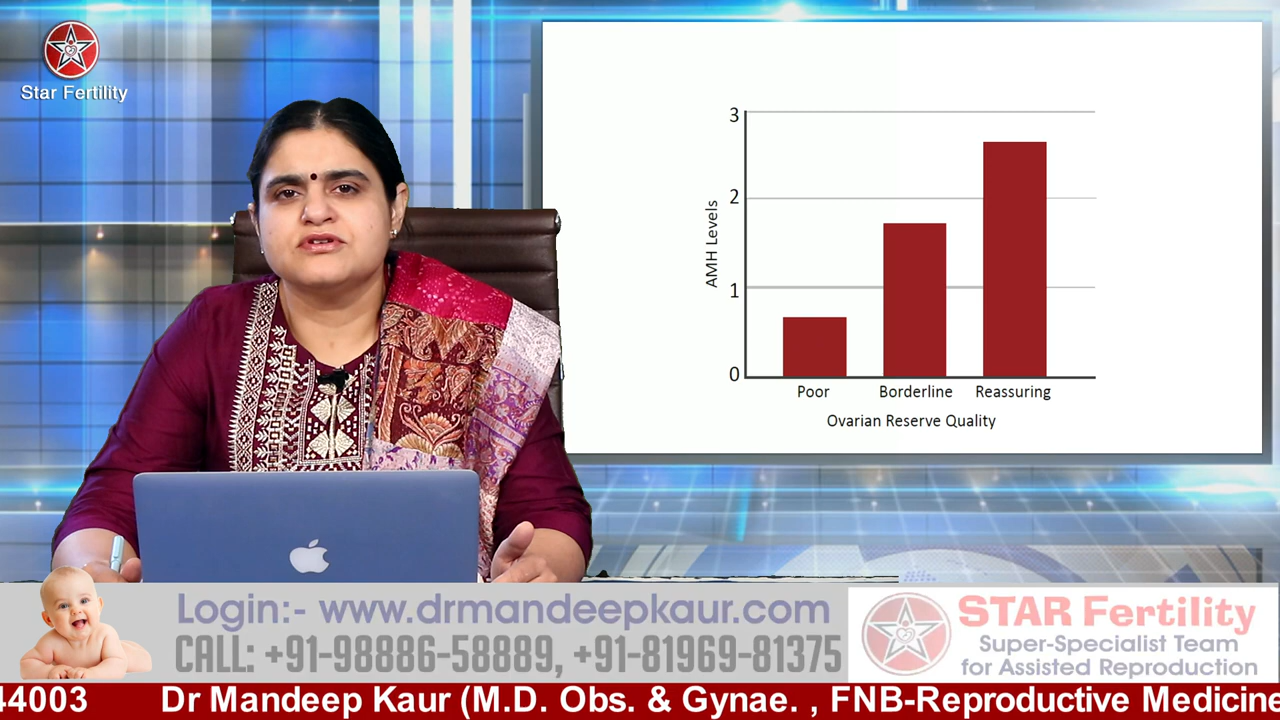 Star Fertility
3
2
1
0
AMH Levels
Poor Borderline Reassuring
Ovarian Reserve Quality
Login:- www.drmandeepkaur.com
CALL: +91-98886-58889, +91-81969-81375
STAR Fertility
Super-Specialist Team
for Assisted Reproduction
44003 Dr Mandeep Kaur (M.D. Obs. & Gynae. , FNB-Reproductive Medicine